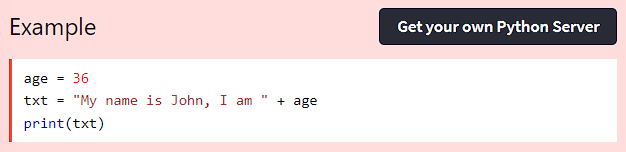 Example
Get your own Python Server
age = 36
txt = "My name is John, I am " + age
print(txt)